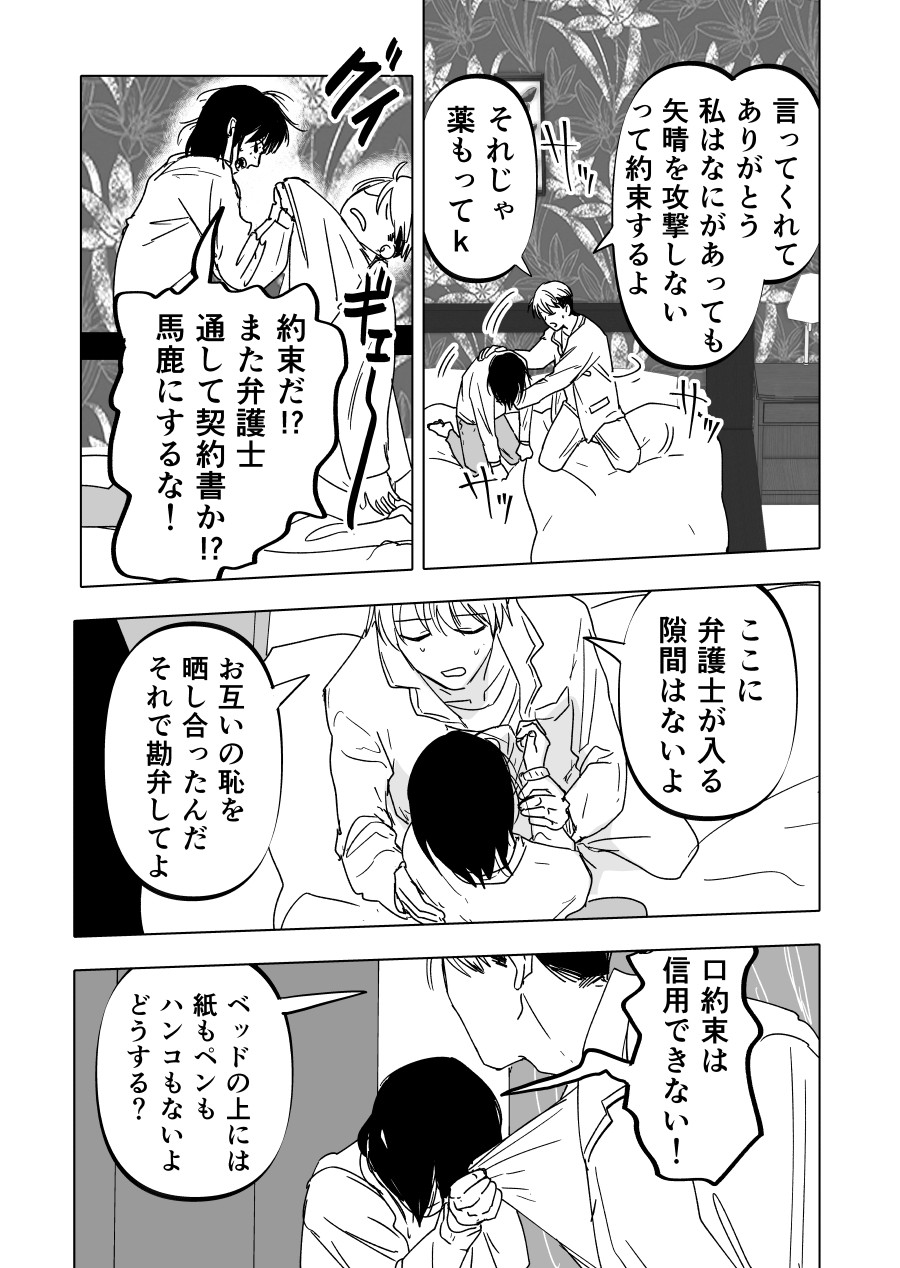 言ってくれて
ありがとう
私はなにがあっても
矢晴を攻撃しない
って約束するよ
それじゃ
薬もってk
ザザ
ザザ
ザザ
グイ
ギェー
約束だ!?
また弁護士
通して契約書か!?
馬鹿にするな！
ここに
弁護士が入る
隙間はないよ
お互いの恥を
晒し合ったんだ
それで勘弁してよ
口約束は
信用できない！
ベッドの上には
紙もペンも
ハンコもないよ
どうする？